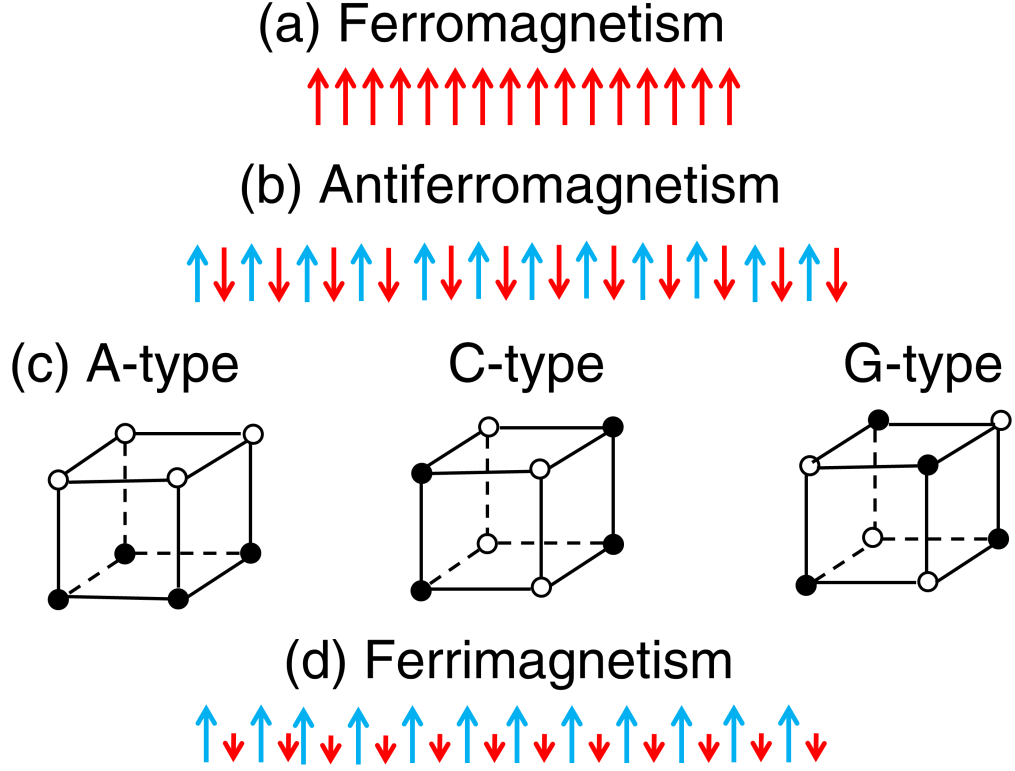 (a) Ferromagnetism
(b) Antiferromagnetism
(c) A-type C-type G-type
(d) Ferrimagnetism